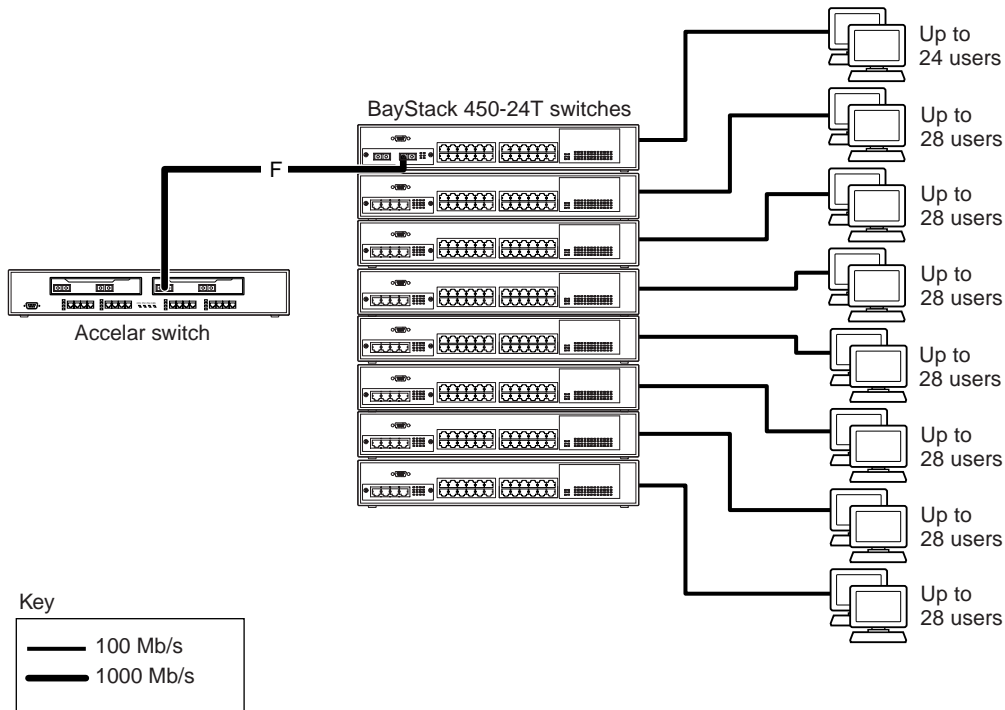 Up to
24 users
BayStack 450-24T switches
Up to
28 users
F
Up to
28 users
Up to
28 users
Accelar switch
Up to
28 users
Up to
28 users
Up to
28 users
Up to
28 users
Key
100 Mb/s
1000 Mb/s